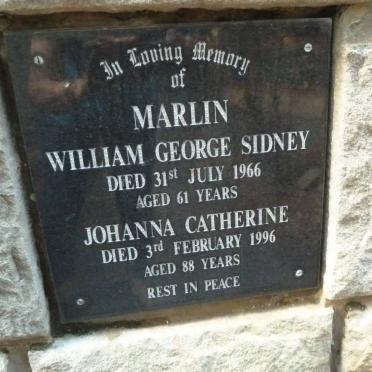 In Loving Memory
of
MARLIN
WILLIAM GEORGE SIDNEY
DIED 31st JULY 1966
AGED 61 YEARS
JOHANNA CATHERINE
DIED 3rd FEBRUARY 1996
AGED 88 YEARS
REST IN PEACE